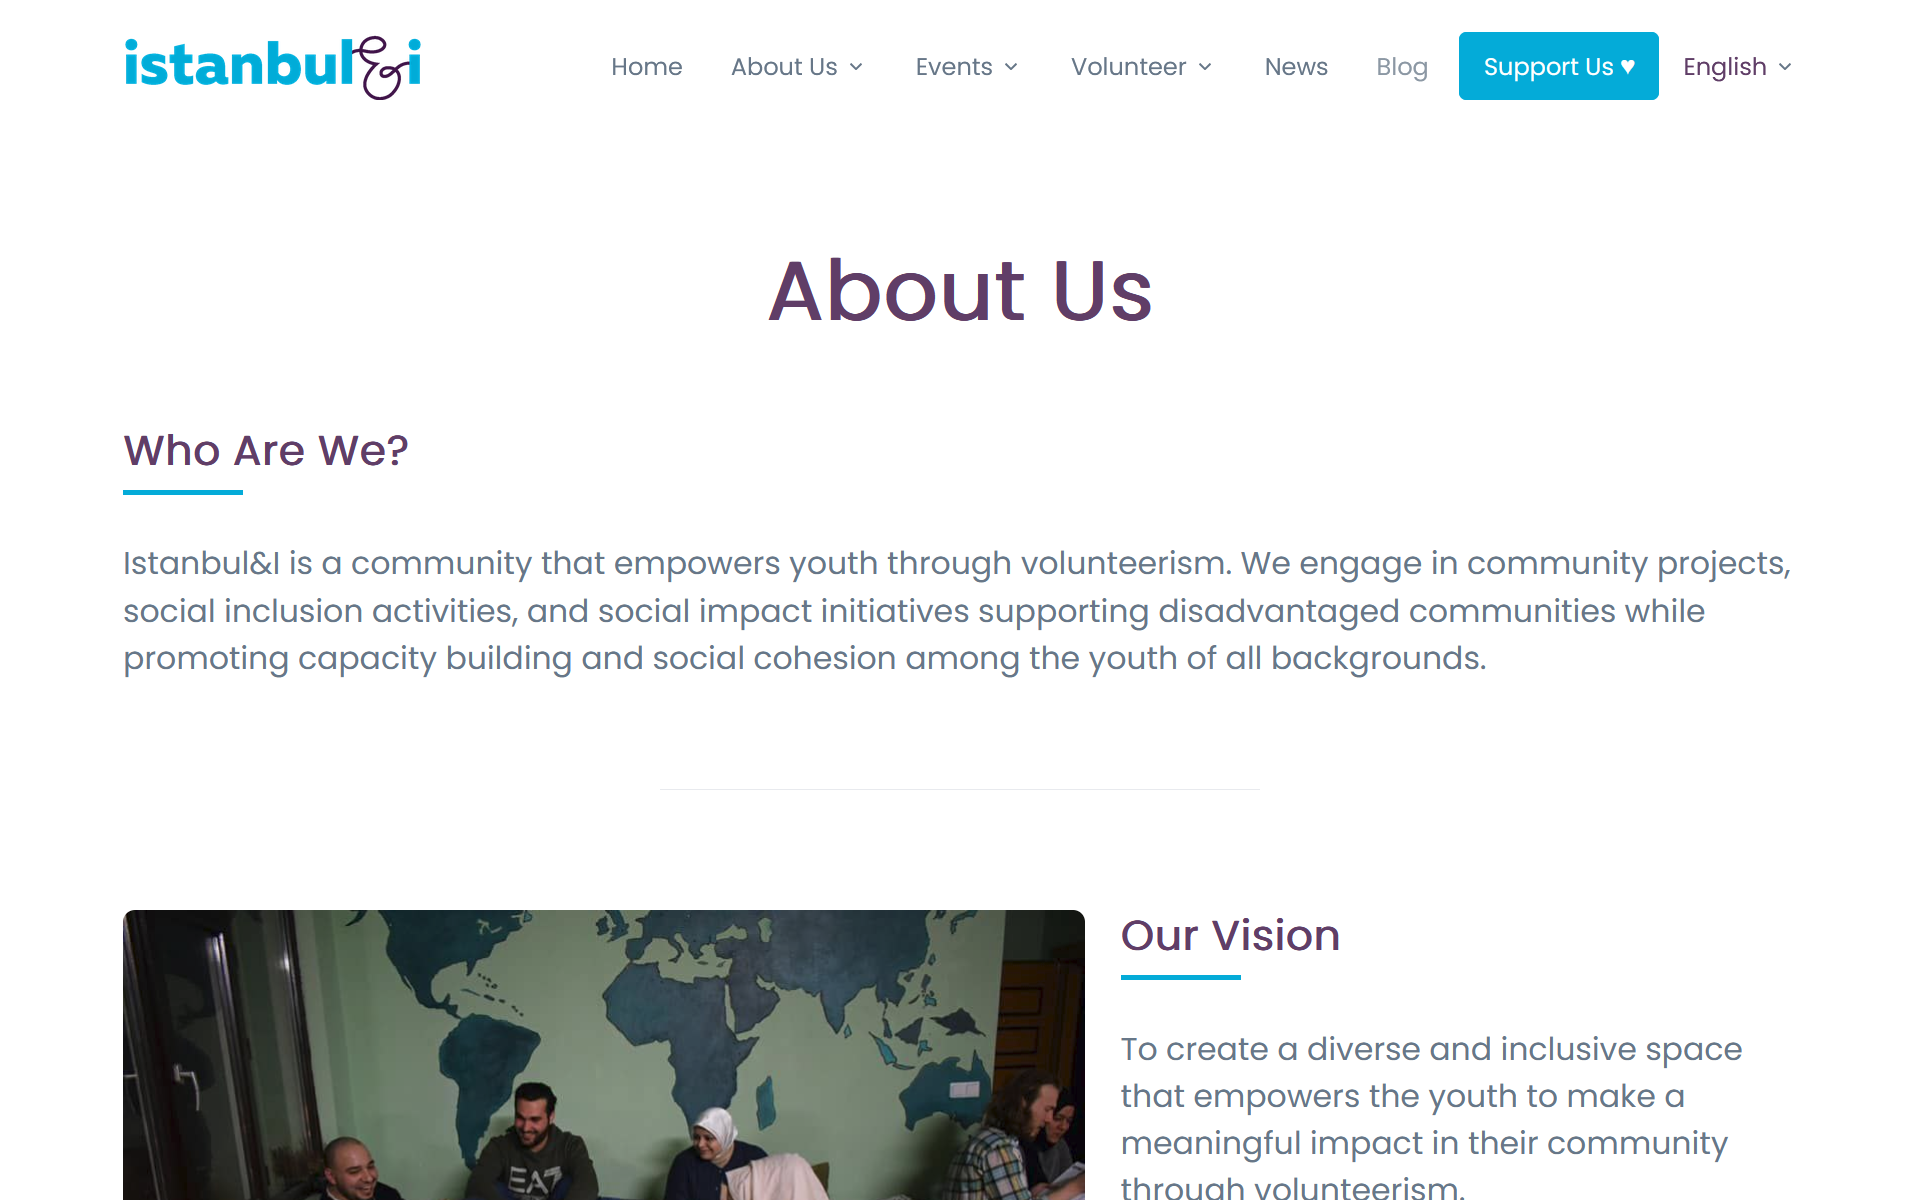 istanbul&i
Home About Us Events Volunteer News Blog Support Us ♥ English
About Us
Who Are We?
Istanbul&I is a community that empowers youth through volunteerism. We engage in community projects,
social inclusion activities, and social impact initiatives supporting disadvantaged communities while
promoting capacity building and social cohesion among the youth of all backgrounds.
Our Vision
To create a diverse and inclusive space
that empowers the youth to make a
meaningful impact in their community
through volunteerism.